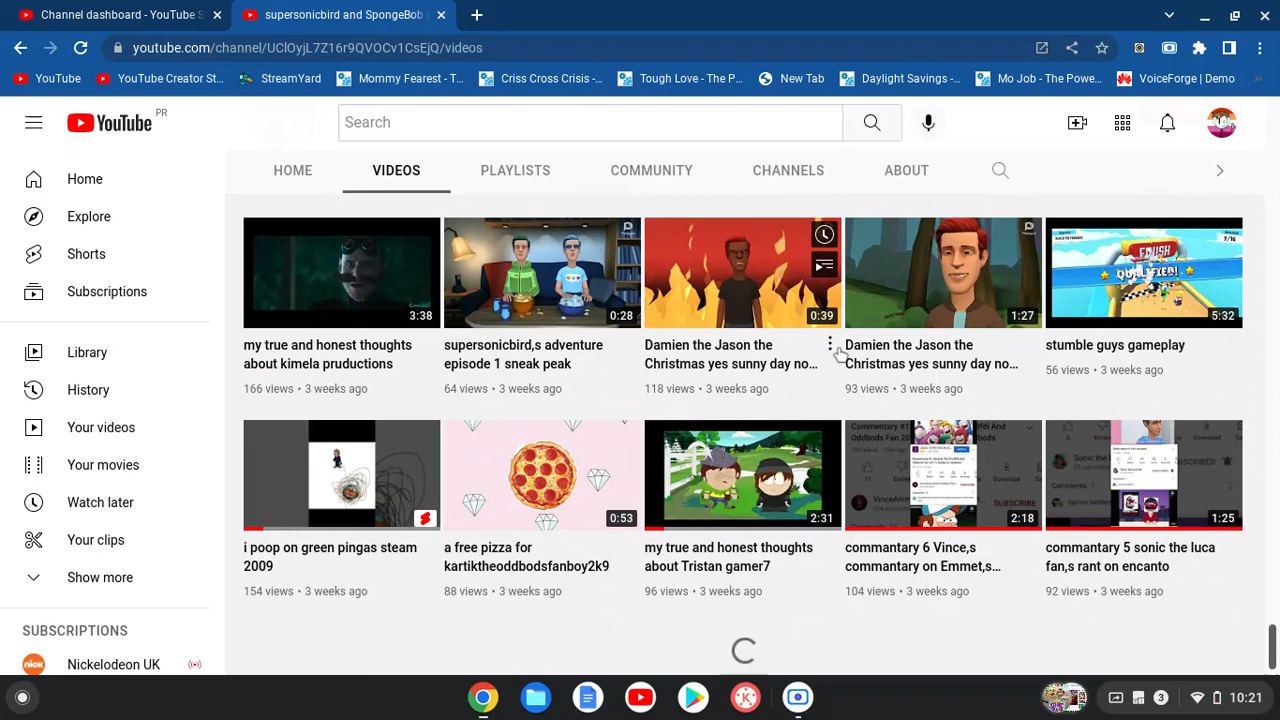 Channel dashboard - YouTube S
supersonicbird and SpongeBob
youtube.com/channel/UClOyjL7Z16r9QVOCv1CsEjQ/videos
YouTube
YouTube Creator St...
StreamYard
Mommy Fearest - T...
Criss Cross Crisis -...
Tough Love - The P...
New Tab
Daylight Savings -...
Mo Job - The Powe...
VoiceForge | Demo
YouTube PR
Search
HOME
VIDEOS
PLAYLISTS
COMMUNITY
CHANNELS
ABOUT
Home
Explore
Shorts
Subscriptions
Library
History
Your videos
Your movies
Watch later
Your clips
Show more
SUBSCRIPTIONS
nick
Nickelodeon UK
3:38
my true and honest thoughts
about kimela pruductions
166 views • 3 weeks ago
0:28
supersonicbird,s adventure
episode 1 sneak peak
64 views • 3 weeks ago
0:39
Damien the Jason the
Christmas yes sunny day no...
118 views • 3 weeks ago
1:27
Damien the Jason the
Christmas yes sunny day no...
93 views • 3 weeks ago
7/16
QUALIFIED!
5:32
stumble guys gameplay
56 views • 3 weeks ago
i poop on green pingas steam
2009
154 views • 3 weeks ago
0:53
a free pizza for
kartiktheoddbodsfanboy2k9
88 views • 3 weeks ago
2:31
my true and honest thoughts
about Tristan gamer7
96 views • 3 weeks ago
SUBSCRIBE
2:18
commantary 6 Vince,s
commantary on Emmet,s...
104 views • 3 weeks ago
1:25
commantary 5 sonic the luca
fan,s rant on encanto
92 views • 3 weeks ago
3
10:21